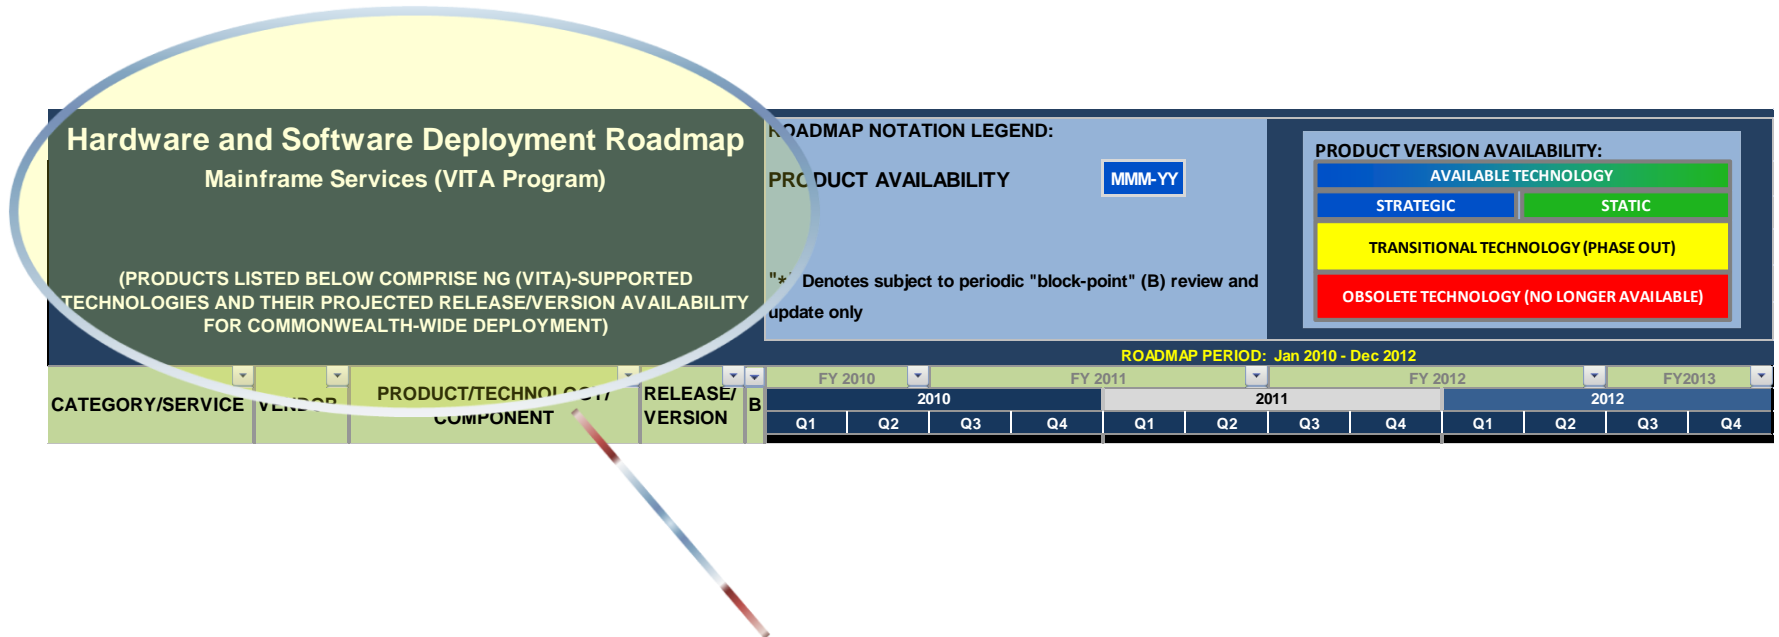 Hardware and Software Deployment Roadmap
Mainframe Services (VITA Program)
(PRODUCTS LISTED BELOW COMPRISE NG (VITA)-SUPPORTED
TECHNOLOGIES AND THEIR PROJECTED RELEASE/VERSION AVAILABILITY
FOR COMMONWEALTH-WIDE DEPLOYMENT)
ROADMAP NOTATION LEGEND:
PRODUCT AVAILABILITY
MMM-YY
"*" Denotes subject to periodic "block-point" (B) review and
update only
PRODUCT VERSION AVAILABILITY:
AVAILABLE TECHNOLOGY
STRATEGIC
STATIC
TRANSITIONAL TECHNOLOGY (PHASE OUT)
OBSOLETE TECHNOLOGY (NO LONGER AVAILABLE)
ROADMAP PERIOD: Jan 2010 - Dec 2012
CATEGORY/SERVICE
VENDOR
PRODUCT/TECHNOLOGY/
COMPONENT
RELEASE/
VERSION
B
FY 2010
FY 2011
FY 2012
FY2013
2010
2011
2012
Q1 Q2 Q3 Q4 Q1 Q2 Q3 Q4 Q1 Q2 Q3 Q4